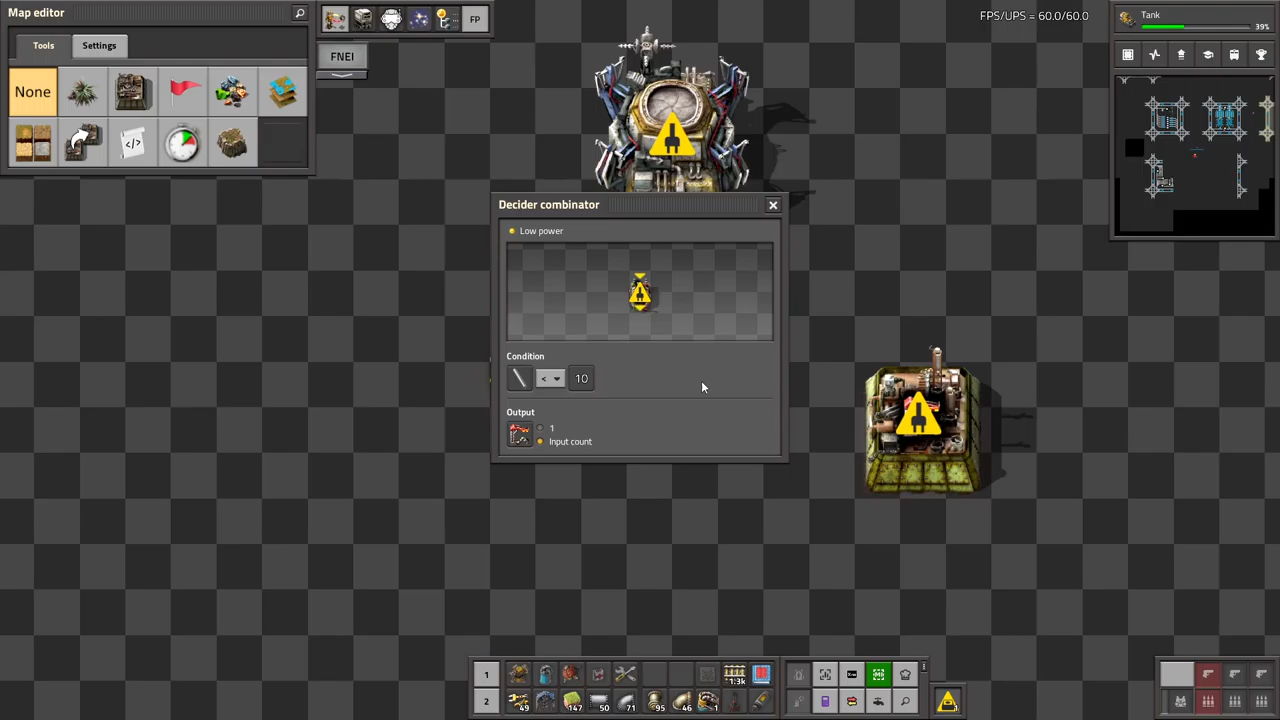 Map editor
FP
FPS/UPS = 60.0/60.0
Tank
39%
Tools
Settings
FNEI
None
</>
Decider combinator
Low power
Condition
<
10
Output
1
Input count
1
1.3k
2
49
147
50
71
95
46
1